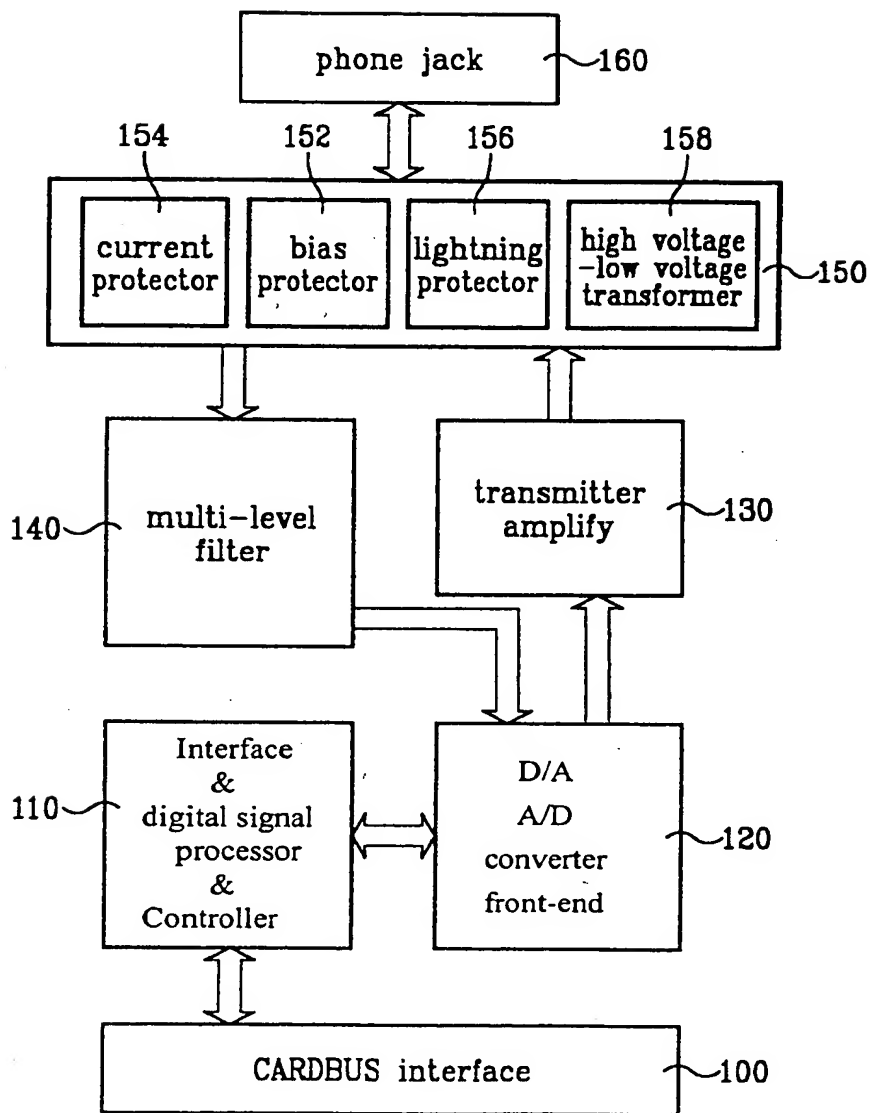 phone jack
160
154
152
156
158
current
protector
bias
protector
lightning
protector
high voltage
-low voltage
transformer
150
140
multi-level
filter
transmitter
amplify
130
110
Interface
&
digital signal
processor
&
Controller
D/A
A/D
converter
front-end
120
CARDBUS interface
100